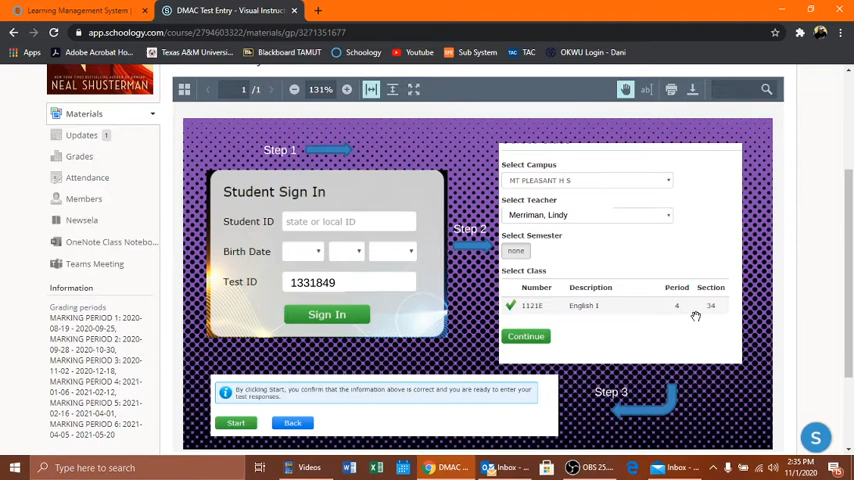 Learning Management System | D
DMAC Test Entry - Visual Instruct
app.schoology.com/course/2794603322/materials/gp/3271351677
Apps
Adobe Acrobat Ho...
Texas A&M Universi...
Blackboard TAMUT
Schoology
YouTube
Sub System
TAC
OKWU Login - Dani
NEAL SHUSTERMAN
1 /1
131%
Materials
Updates 1
Grades
Attendance
Members
Newsela
OneNote Class Notebo...
Teams Meeting
Information
Grading periods
MARKING PERIOD 1: 2020-
08-19 - 2020-09-25,
MARKING PERIOD 2: 2020-
09-28 - 2020-10-30,
MARKING PERIOD 3: 2020-
11-02 - 2020-12-18,
MARKING PERIOD 4: 2021-
01-06 - 2021-02-12,
MARKING PERIOD 5: 2021-
02-16 - 2021-04-01,
MARKING PERIOD 6: 2021-
04-05 - 2021-05-20
Step 1
Student Sign In
Student ID
state or local ID
Birth Date
Test ID
1331849
Sign In
Step 2
Select Campus
MT PLEASANT H S
Select Teacher
Merriman, Lindy
Select Semester
none
Select Class
Number Description Period Section
1121E English I 4 34
Continue
Step 3
By clicking Start, you confirm that the information above is correct and you are ready to enter your
test responses.
Start
Back
S
Type here to search
Videos
DMAC ...
Inbox - ...
OBS 25....
Inbox - ...
2:35 PM
11/1/2020